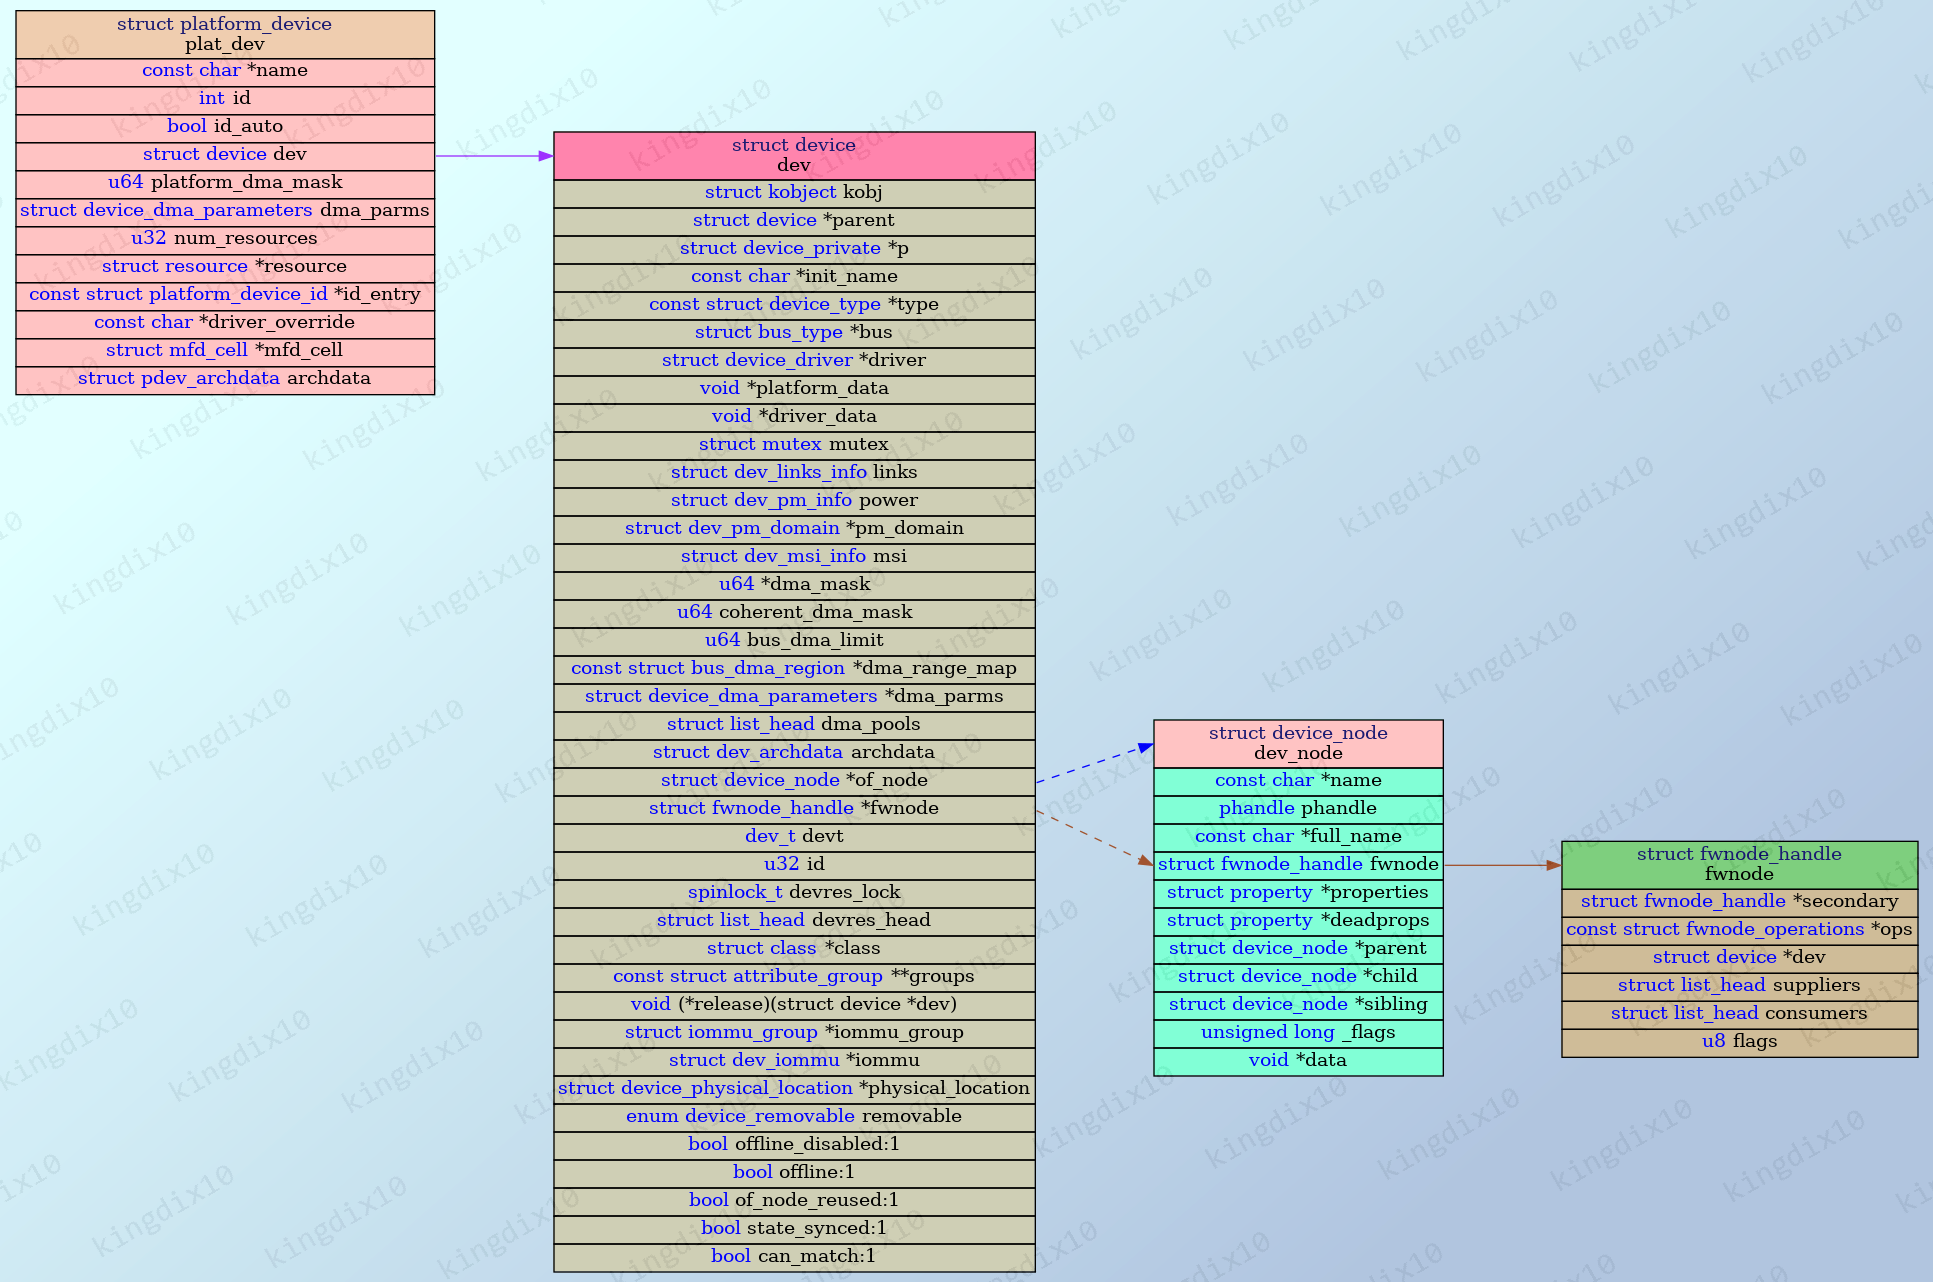 struct platform_device
plat_dev
const char *name
int id
bool id_auto
struct device dev
u64 platform_dma_mask
struct device_dma_parameters dma_parms
u32 num_resources
struct resource *resource
const struct platform_device_id *id_entry
const char *driver_override
struct mfd_cell *mfd_cell
struct pdev_archdata archdata
struct device
dev
struct kobject kobj
struct device *parent
struct device_private *p
const char *init_name
const struct device_type *type
struct bus_type *bus
struct device_driver *driver
void *platform_data
void *driver_data
struct mutex mutex
struct dev_links_info links
struct dev_pm_info power
struct dev_pm_domain *pm_domain
struct dev_msi_info msi
u64 *dma_mask
u64 coherent_dma_mask
u64 bus_dma_limit
const struct bus_dma_region *dma_range_map
struct device_dma_parameters *dma_parms
struct list_head dma_pools
struct dev_archdata archdata
struct device_node *of_node
struct fwnode_handle *fwnode
dev_t devt
u32 id
spinlock_t devres_lock
struct list_head devres_head
struct class *class
const struct attribute_group **groups
void (*release)(struct device *dev)
struct iommu_group *iommu_group
struct dev_iommu *iommu
struct device_physical_location *physical_location
enum device_removable removable
bool offline_disabled:1
bool offline:1
bool of_node_reused:1
bool state_synced:1
bool can_match:1
struct device_node
dev_node
const char *name
phandle phandle
const char *full_name
struct fwnode_handle fwnode
struct property *properties
struct property *deadprops
struct device_node *parent
struct device_node *child
struct device_node *sibling
unsigned long _flags
void *data
struct fwnode_handle
fwnode
struct fwnode_handle *secondary
const struct fwnode_operations *ops
struct device *dev
struct list_head suppliers
struct list_head consumers
u8 flags
kingdix10